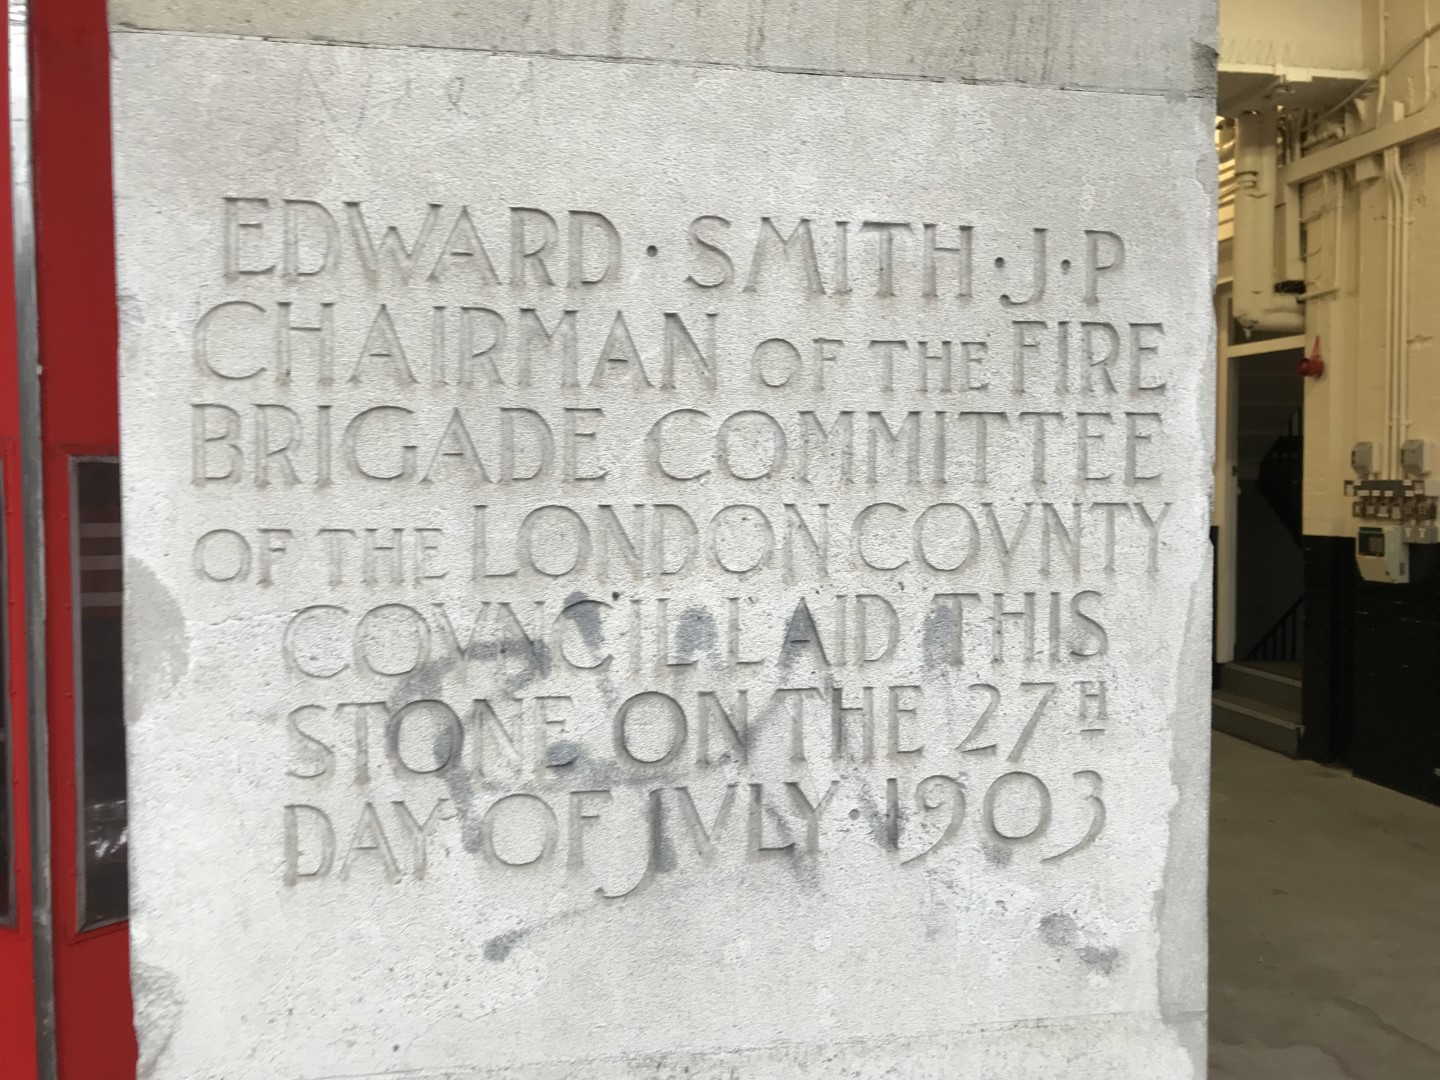 EDWARD · SMITH · J · P
CHAIRMAN OF THE FIRE
BRIGADE COMMITTEE
OF THE LONDON COVNTY
COVNCIL LAID THIS
STONE ON THE 27TH
DAY OF JVLY · 1903